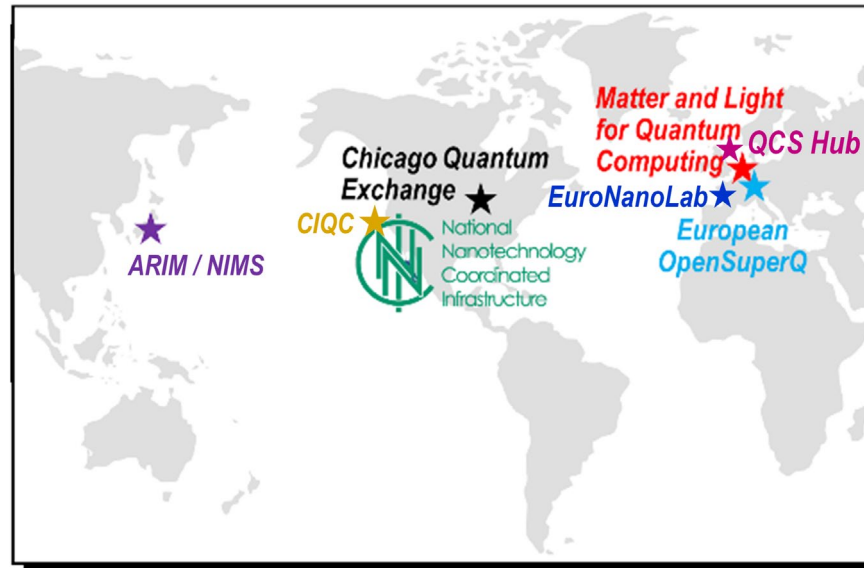 Matter and Light
for Quantum
Computing
QCS Hub
Chicago Quantum
Exchange
EuroNanoLab
CIQC
National
Nanotechnology
Coordinated
Infrastructure
European
OpenSuperQ
ARIM / NIMS